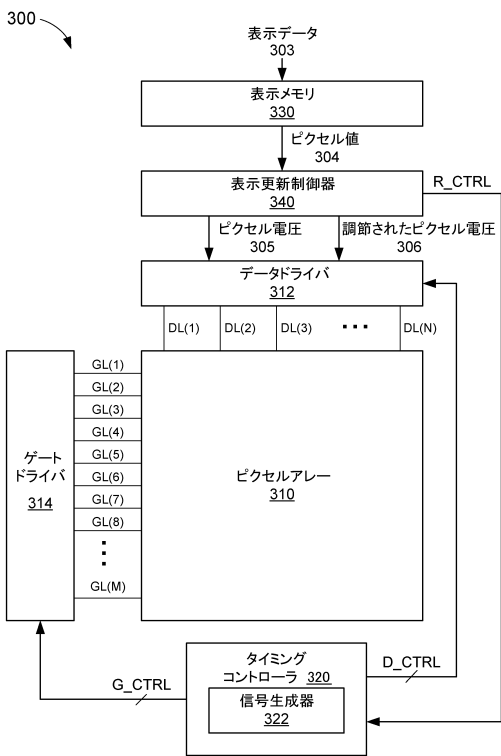 300
表示データ
303
表示メモリ
330
ピクセル値
304
表示更新制御器
340
R_CTRL
ピクセル電圧
305
調節されたピクセル電圧
306
データドライバ
312
DL(1)
DL(2)
DL(3)
•••
DL(N)
GL(1)
GL(2)
GL(3)
GL(4)
GL(5)
GL(6)
GL(7)
GL(8)
GL(M)
ゲート
ドライバ
314
ピクセルアレー
310
タイミング
コントローラ 320
信号生成器
322
G_CTRL
D_CTRL